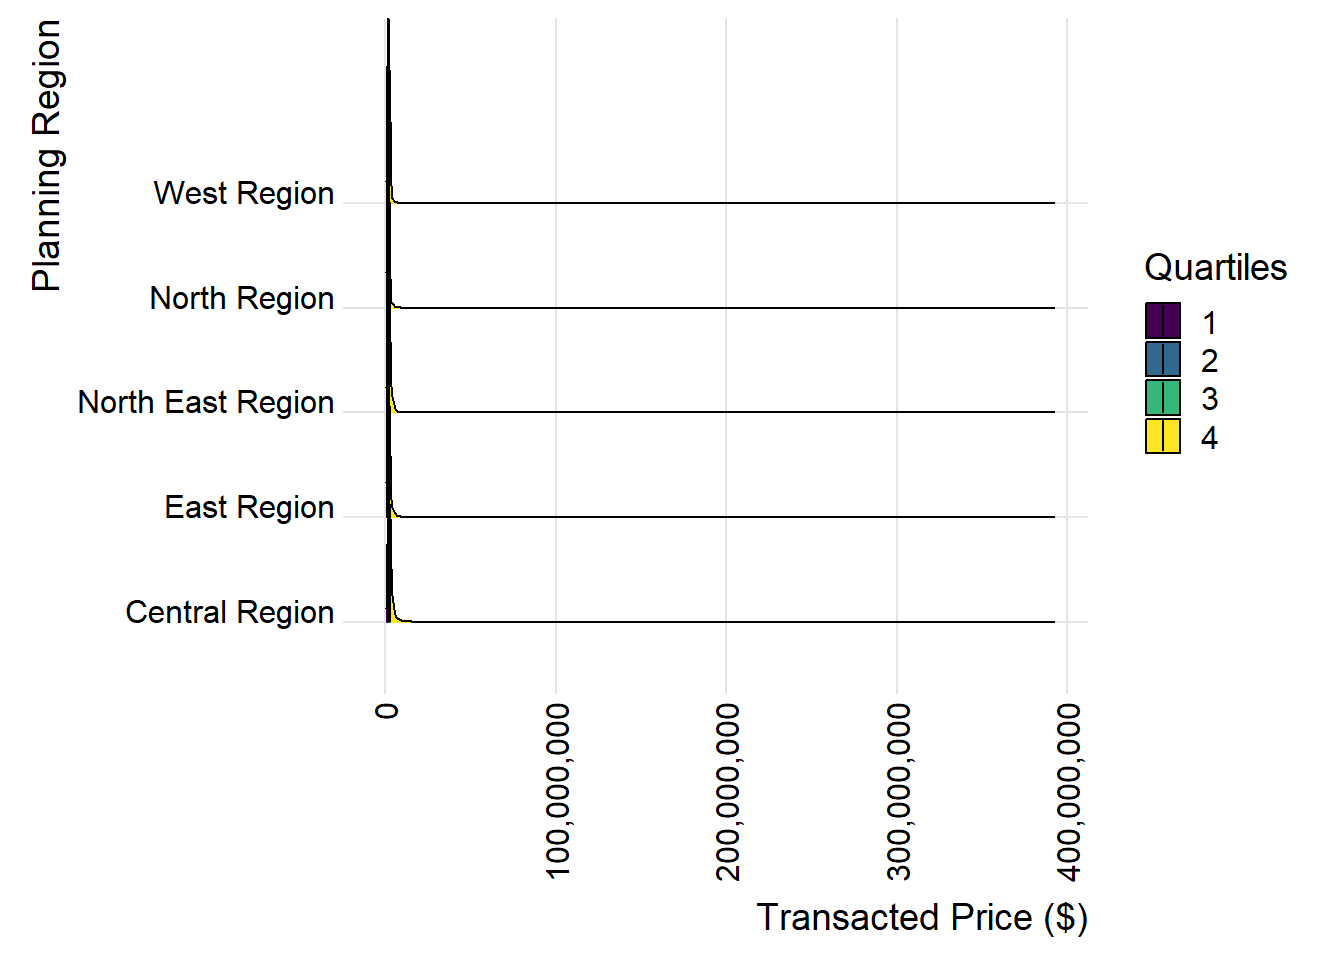 Planning Region
West Region
North Region
North East Region
East Region
Central Region
0
100,000,000
200,000,000
300,000,000
400,000,000
Transacted Price ($)
Quartiles
1
2
3
4